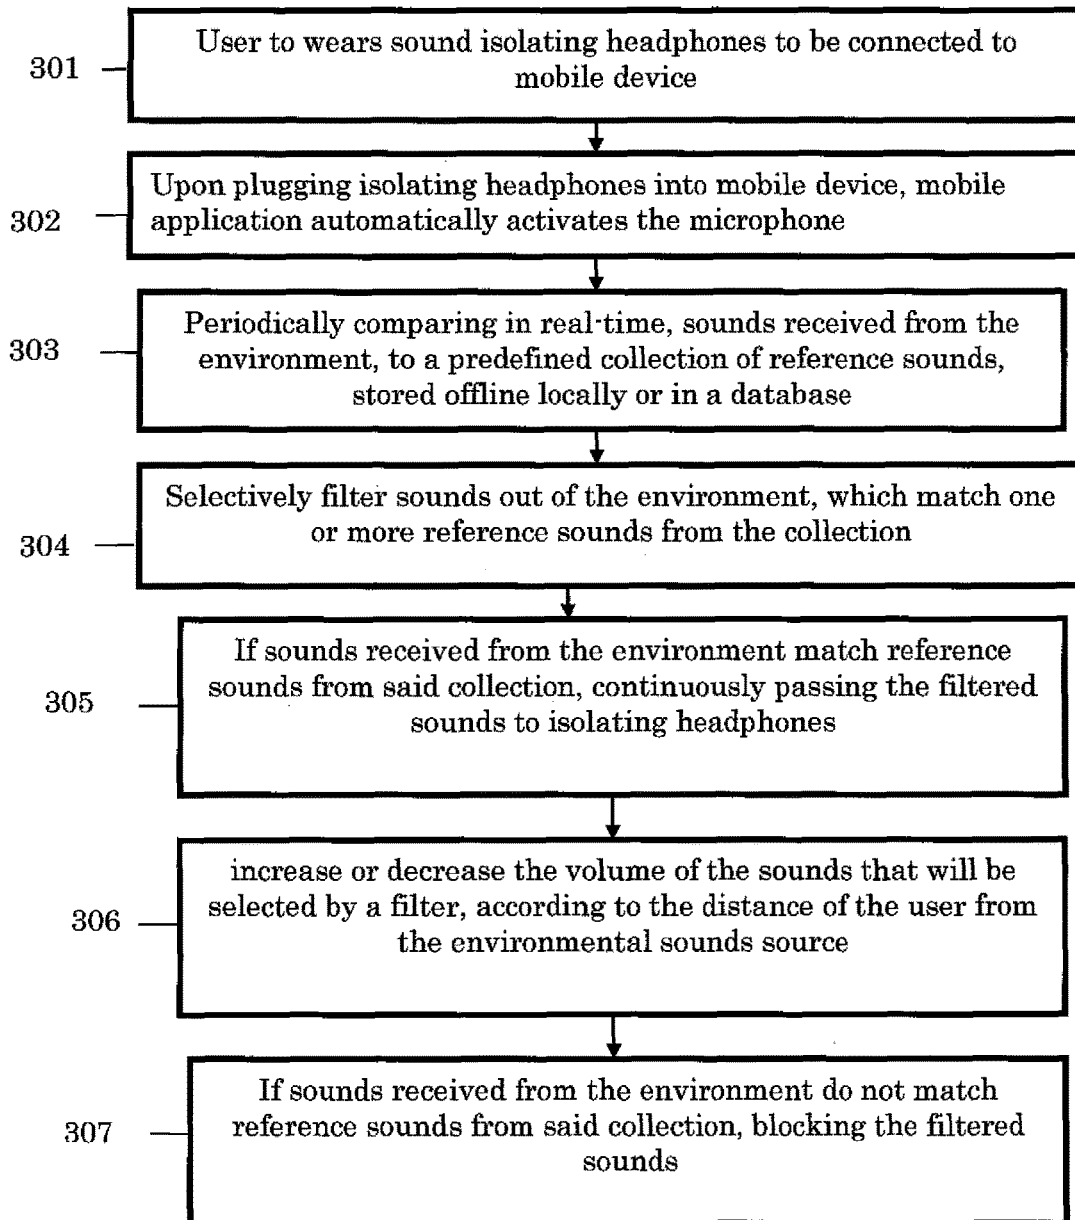 User to wears sound isolating headphones to be connected to
301
mobile device
Upon plugging isolating headphones into mobile device, mobile
302
application automatically activates the microphone
Periodically comparing in real-time, sounds received from the
303
environment, to a predefined collection of reference sounds,
stored offline locally or in a database
Selectively filter sounds out of the environment, which match one
304
or more reference sounds from the collection
If sounds received from the environment match reference
305
sounds from said collection, continuously passing the filtered
sounds to isolating headphones
increase or decrease the volume of the sounds that will be
306
selected by a filter, according to the distance of the user from
the environmental sounds source
If sounds received from the environment do not match
307
reference sounds from said collection, blocking the filtered
sounds